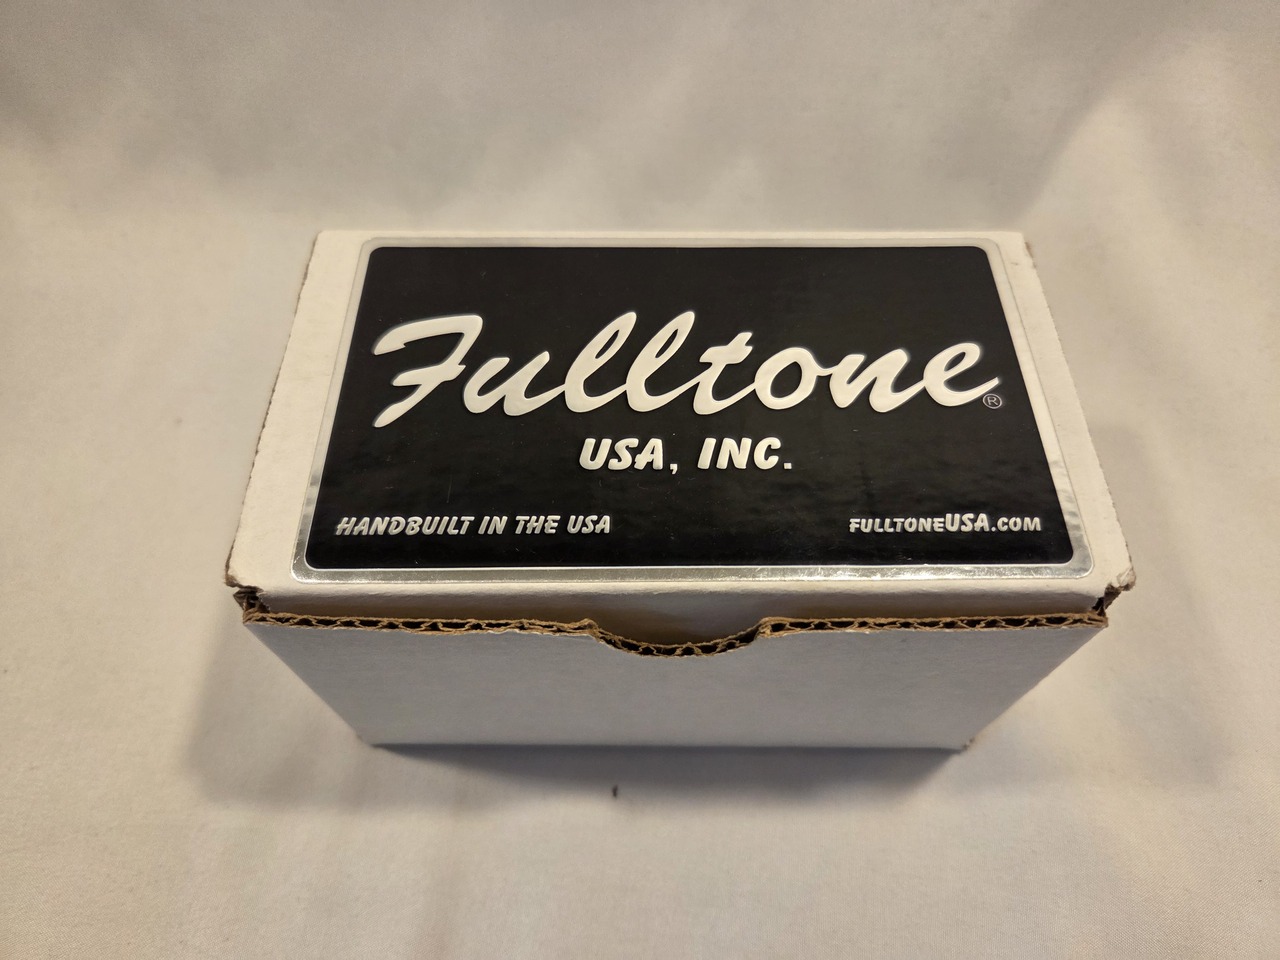 Fulltone®
USA, INC.
HANDBUILT IN THE USA
FULLTONEUSA.COM